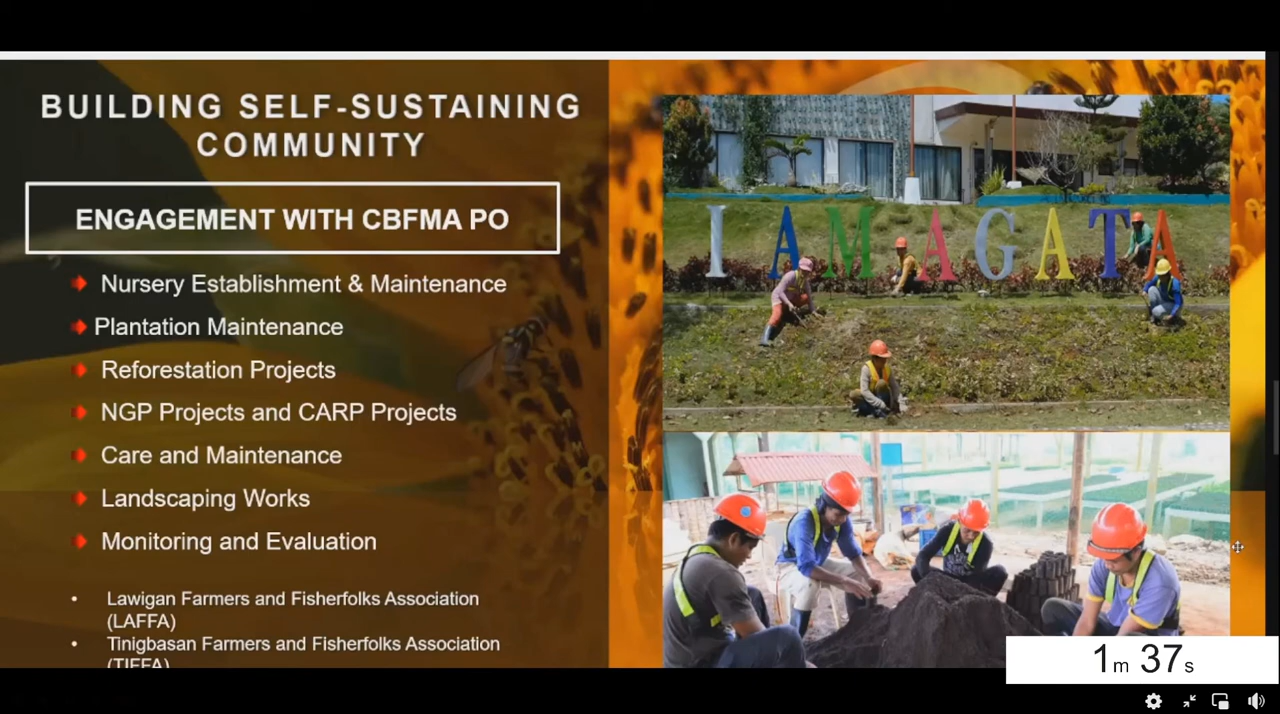 BUILDING SELF-SUSTAINING
COMMUNITY
ENGAGEMENT WITH CBFMA PO
Nursery Establishment & Maintenance
Plantation Maintenance
Reforestation Projects
NGP Projects and CARP Projects
Care and Maintenance
Landscaping Works
Monitoring and Evaluation
• Lawigan Farmers and Fisherfolks Association
(LAFFA)
• Tinigbasan Farmers and Fisherfolks Association
(TIFFA)
I AM AGATA
1m 37s